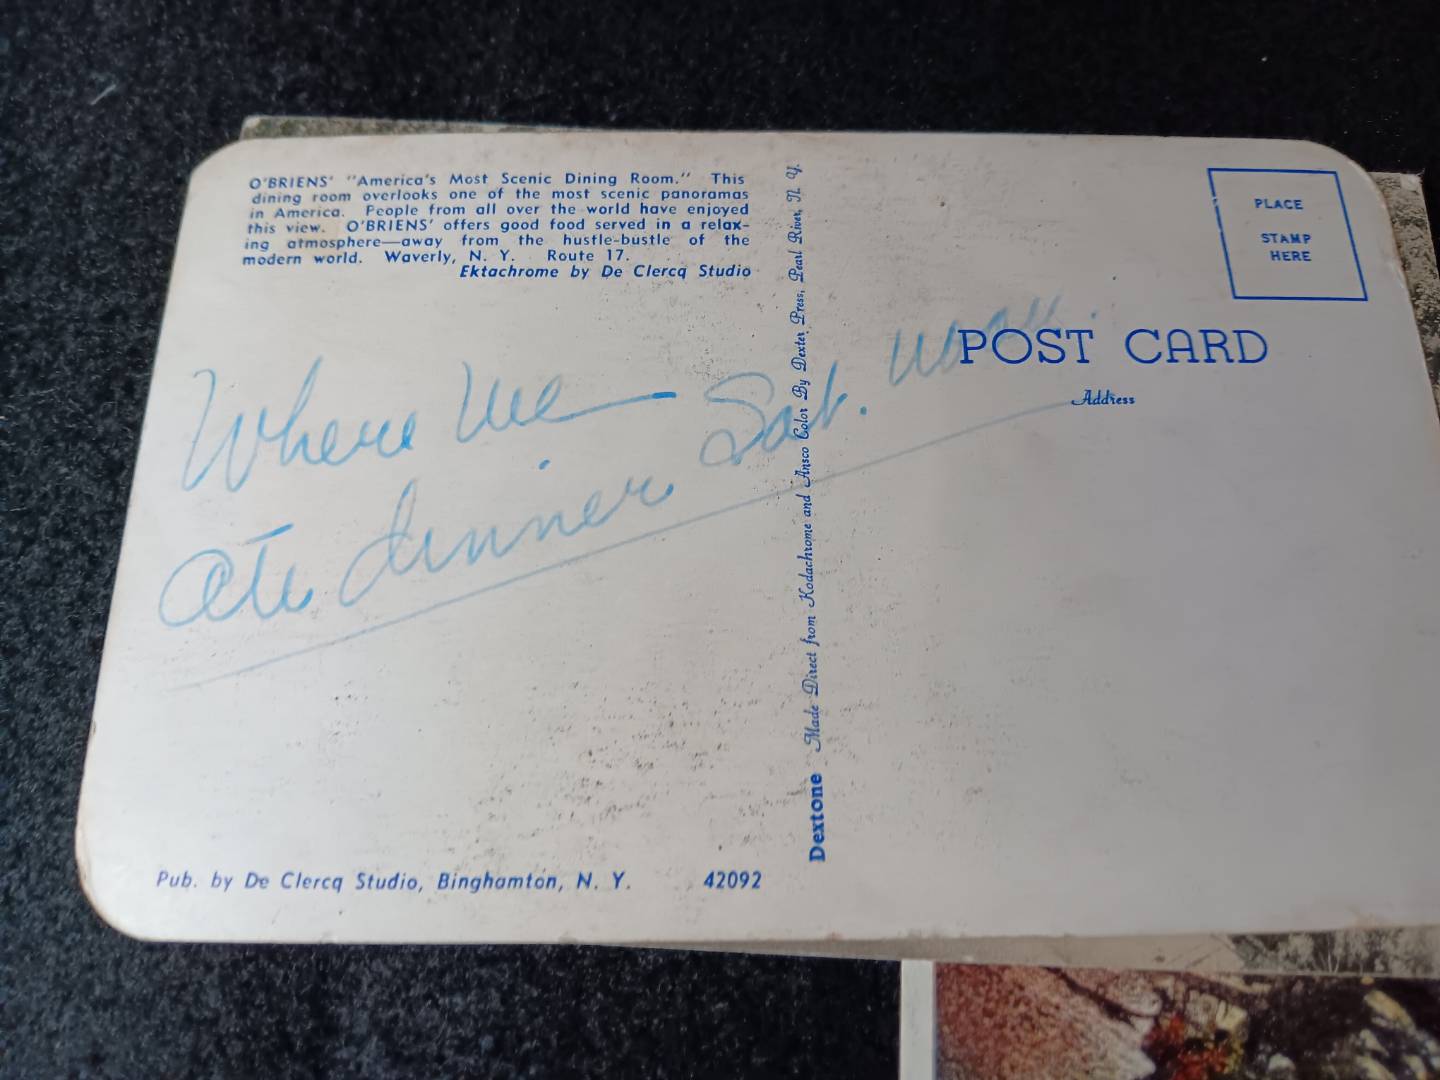 O'BRIENS' "America's Most Scenic Dining Room." This
dining room overlooks one of the most scenic panoramas
in America. People from all over the world have enjoyed
this view. O'BRIENS' offers good food served in a relax-
ing atmosphere—away from the hustle-bustle of the
modern world. Waverly, N. Y. Route 17.
Ektachrome by De Clercq Studio
Where We
ate dinner Sat.
Pub. by De Clercq Studio, Binghamton, N. Y. 42092
Dextone Made Direct from Kodachrome and Ansco Color By Dexter Press, Pearl River, N. Y.
PLACE
STAMP
HERE
POST CARD
Address